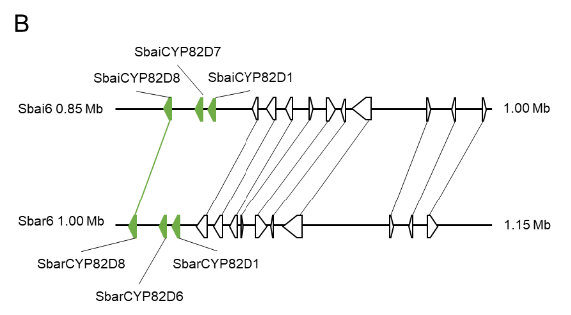 B
SbaiCYP82D7
SbaiCYP82D8 SbaiCYP82D1
Sbai6 0.85 Mb 1.00 Mb
Sbar6 1.00 Mb 1.15 Mb
SbarCYP82D8 SbarCYP82D1
SbarCYP82D6